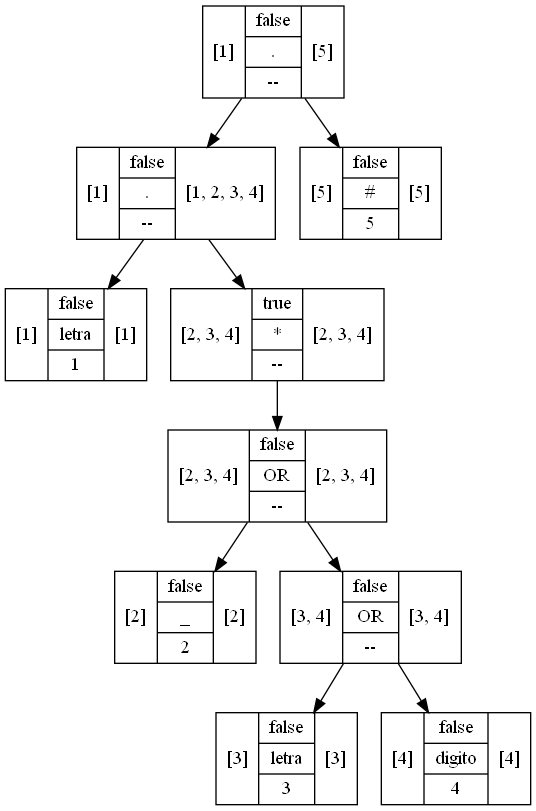 false
[1] . [5]
--
false
[1] . [1, 2, 3, 4]
--
false
[5] # [5]
5
false
[1] letra [1]
1
true
[2, 3, 4] * [2, 3, 4]
--
false
[2, 3, 4] OR [2, 3, 4]
--
false
[2] _ [2]
2
false
[3, 4] OR [3, 4]
--
false
[3] letra [3]
3
false
[4] digito [4]
4